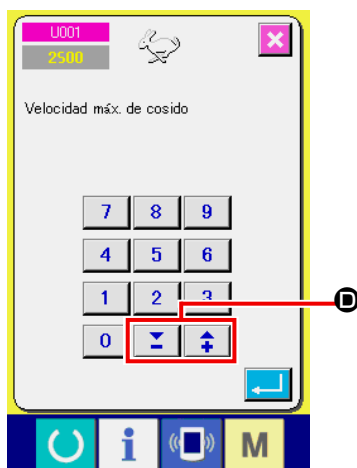 U001
2500
Velocidad máx. de cosido
7 8 9
4 5 6
1 2 3
0
D
i
M